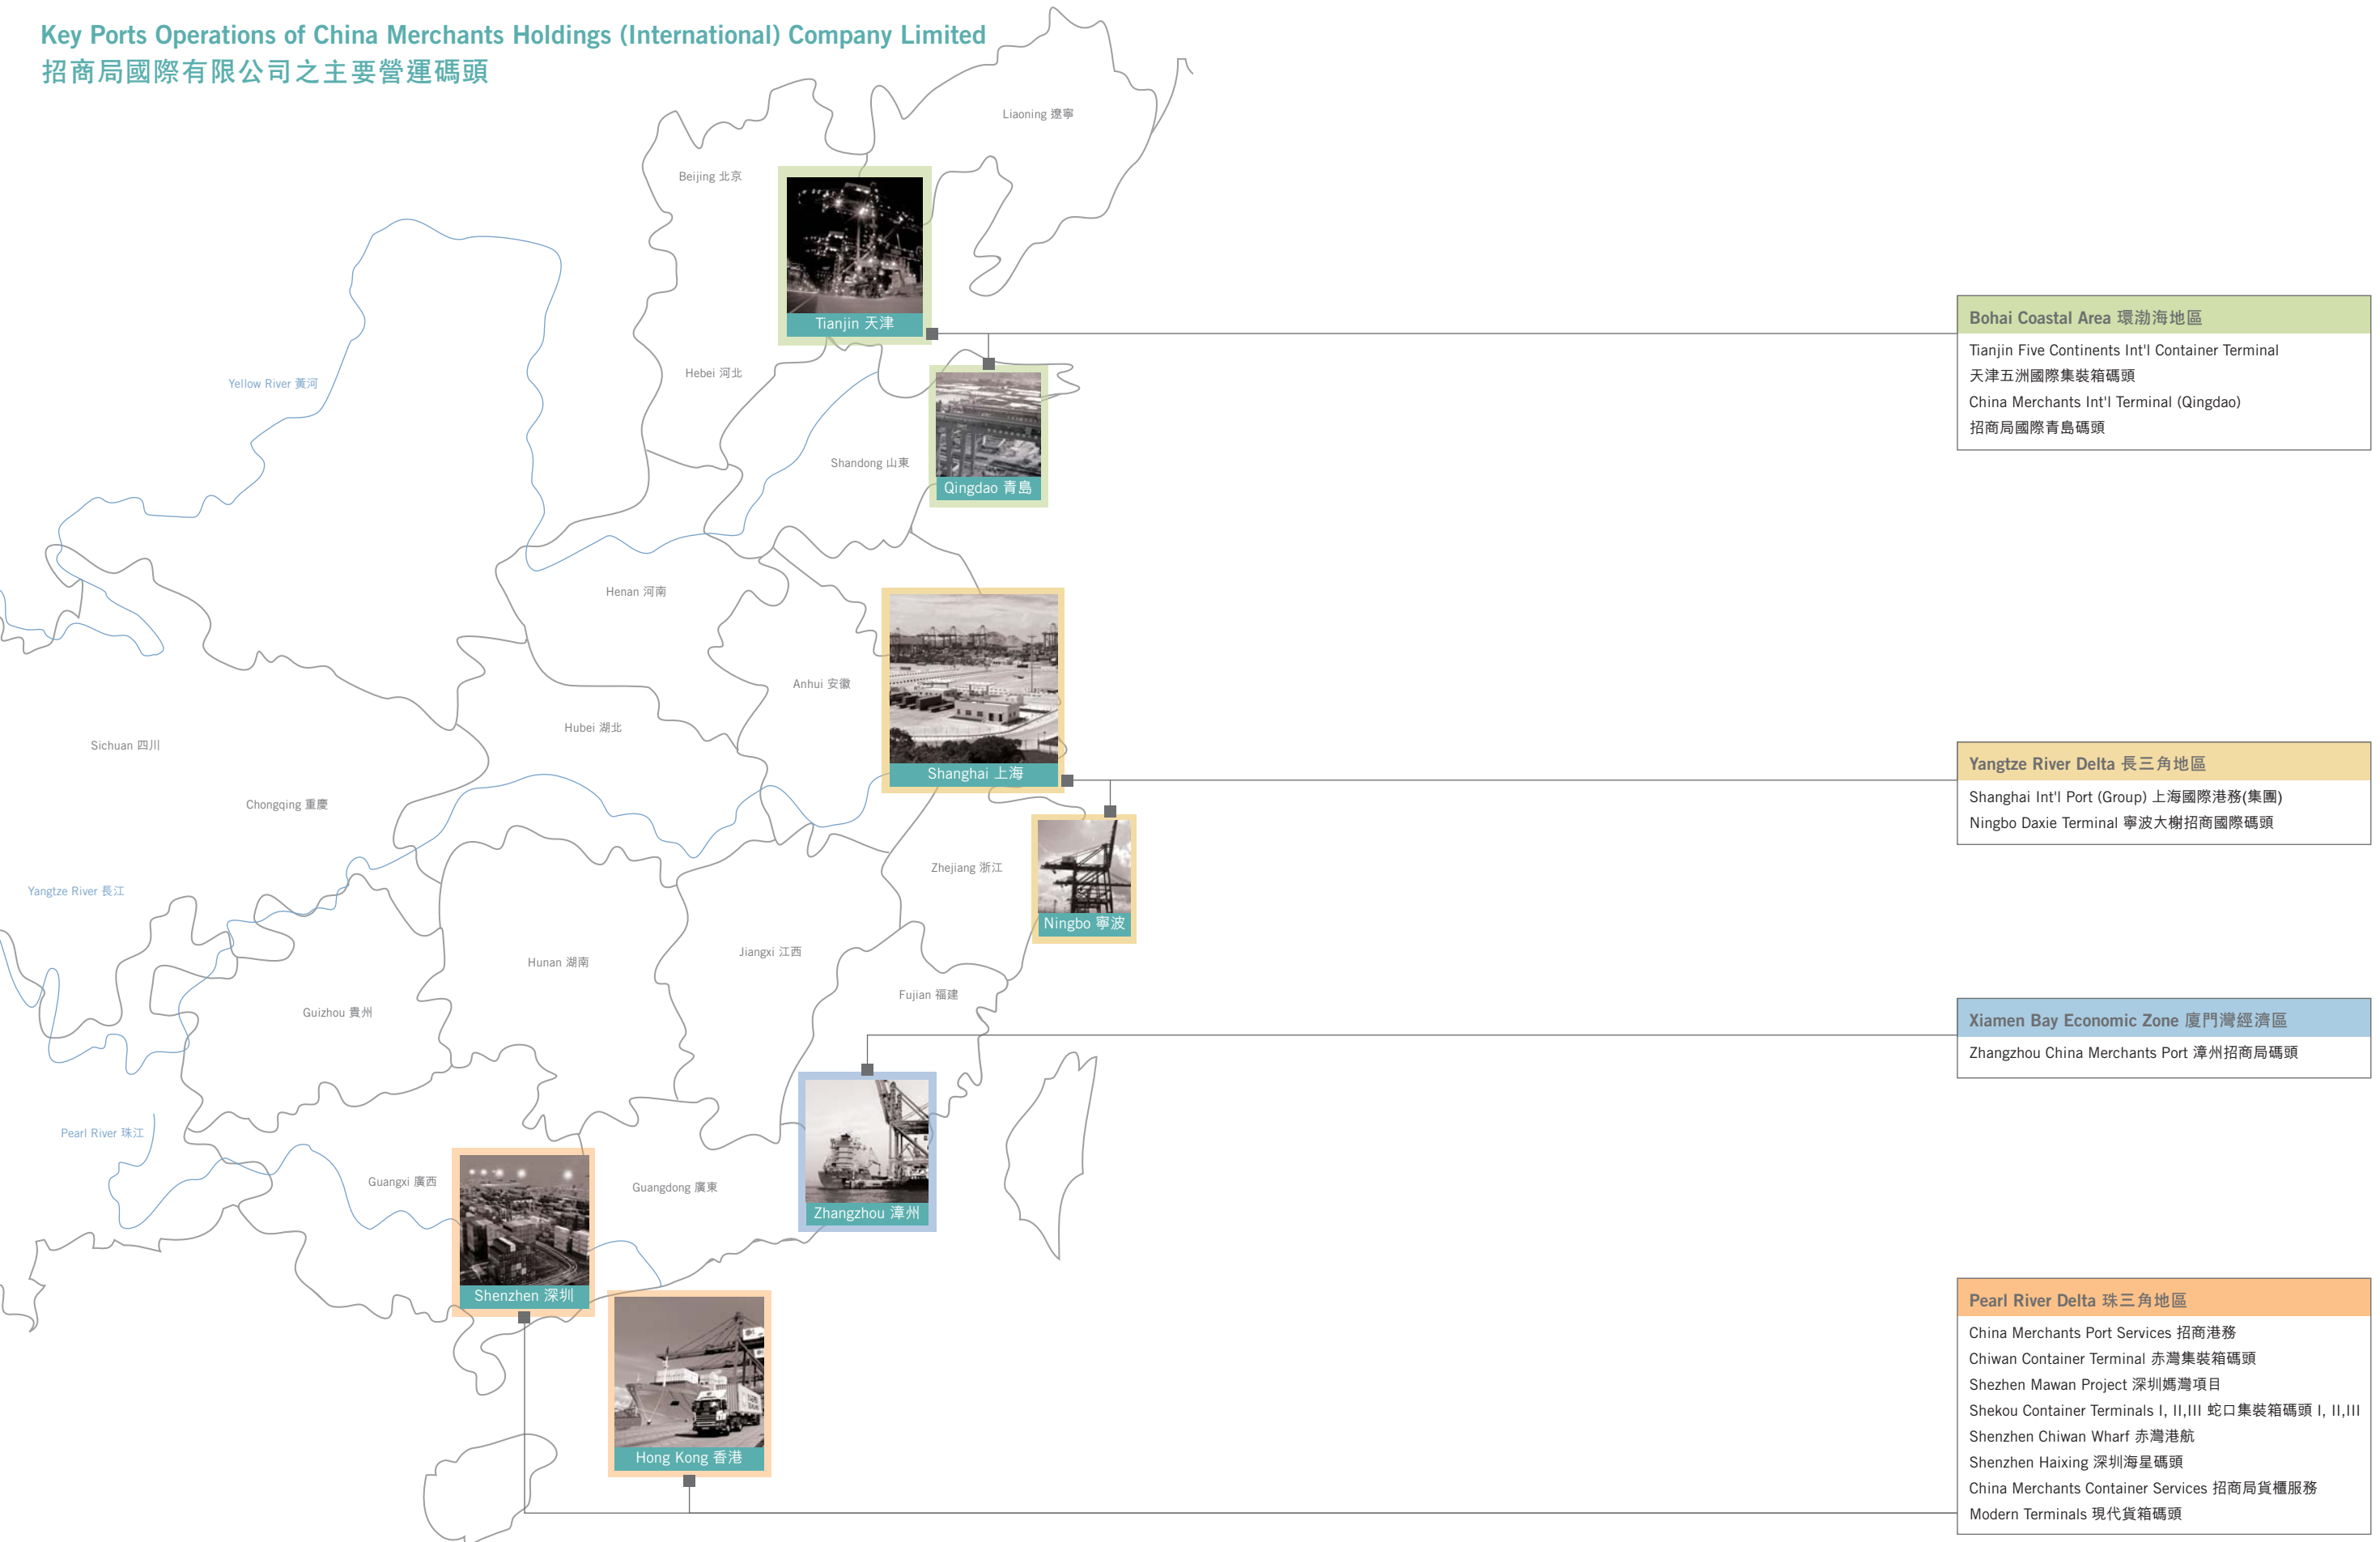 Key Ports Operations of China Merchants Holdings (International) Company Limited
招商局國際有限公司之主要營運碼頭
Liaoning 遼寧
Beijing 北京
Tianjin 天津
Hebei 河北
Yellow River 黃河
Shandong 山東
Qingdao 青島
Henan 河南
Anhui 安徽
Hubei 湖北
Sichuan 四川
Shanghai 上海
Chongqing 重慶
Zhejiang 浙江
Yangtze River 長江
Ningbo 寧波
Jiangxi 江西
Hunan 湖南
Fujian 福建
Guizhou 貴州
Pearl River 珠江
Guangxi 廣西
Guangdong 廣東
Zhangzhou 漳州
Shenzhen 深圳
Hong Kong 香港
Bohai Coastal Area 環渤海地區
Tianjin Five Continents Int'l Container Terminal
天津五洲國際集裝箱碼頭
China Merchants Int'l Terminal (Qingdao)
招商局國際青島碼頭
Yangtze River Delta 長三角地區
Shanghai Int'l Port (Group) 上海國際港務(集團)
Ningbo Daxie Terminal 寧波大榭招商國際碼頭
Xiamen Bay Economic Zone 廈門灣經濟區
Zhangzhou China Merchants Port 漳州招商局碼頭
Pearl River Delta 珠三角地區
China Merchants Port Services 招商港務
Chiwan Container Terminal 赤灣集裝箱碼頭
Shezhen Mawan Project 深圳媽灣項目
Shekou Container Terminals I, II,III 蛇口集裝箱碼頭 I, II,III
Shenzhen Chiwan Wharf 赤灣港航
Shenzhen Haixing 深圳海星碼頭
China Merchants Container Services 招商局貨櫃服務
Modern Terminals 現代貨箱碼頭